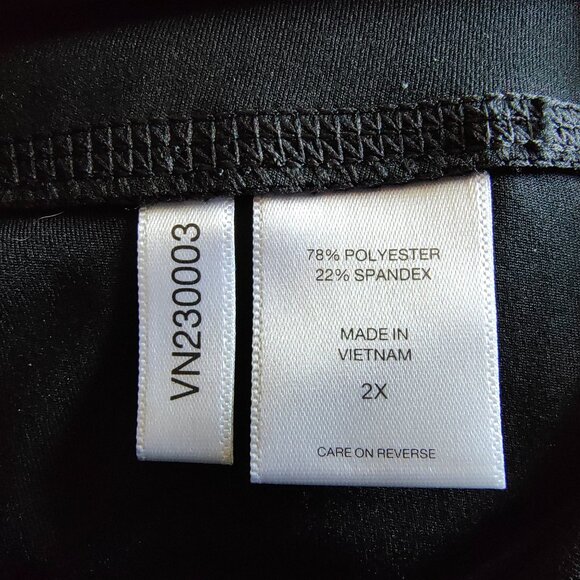 VN230003
78% POLYESTER
22% SPANDEX
MADE IN
VIETNAM
2X
CARE ON REVERSE